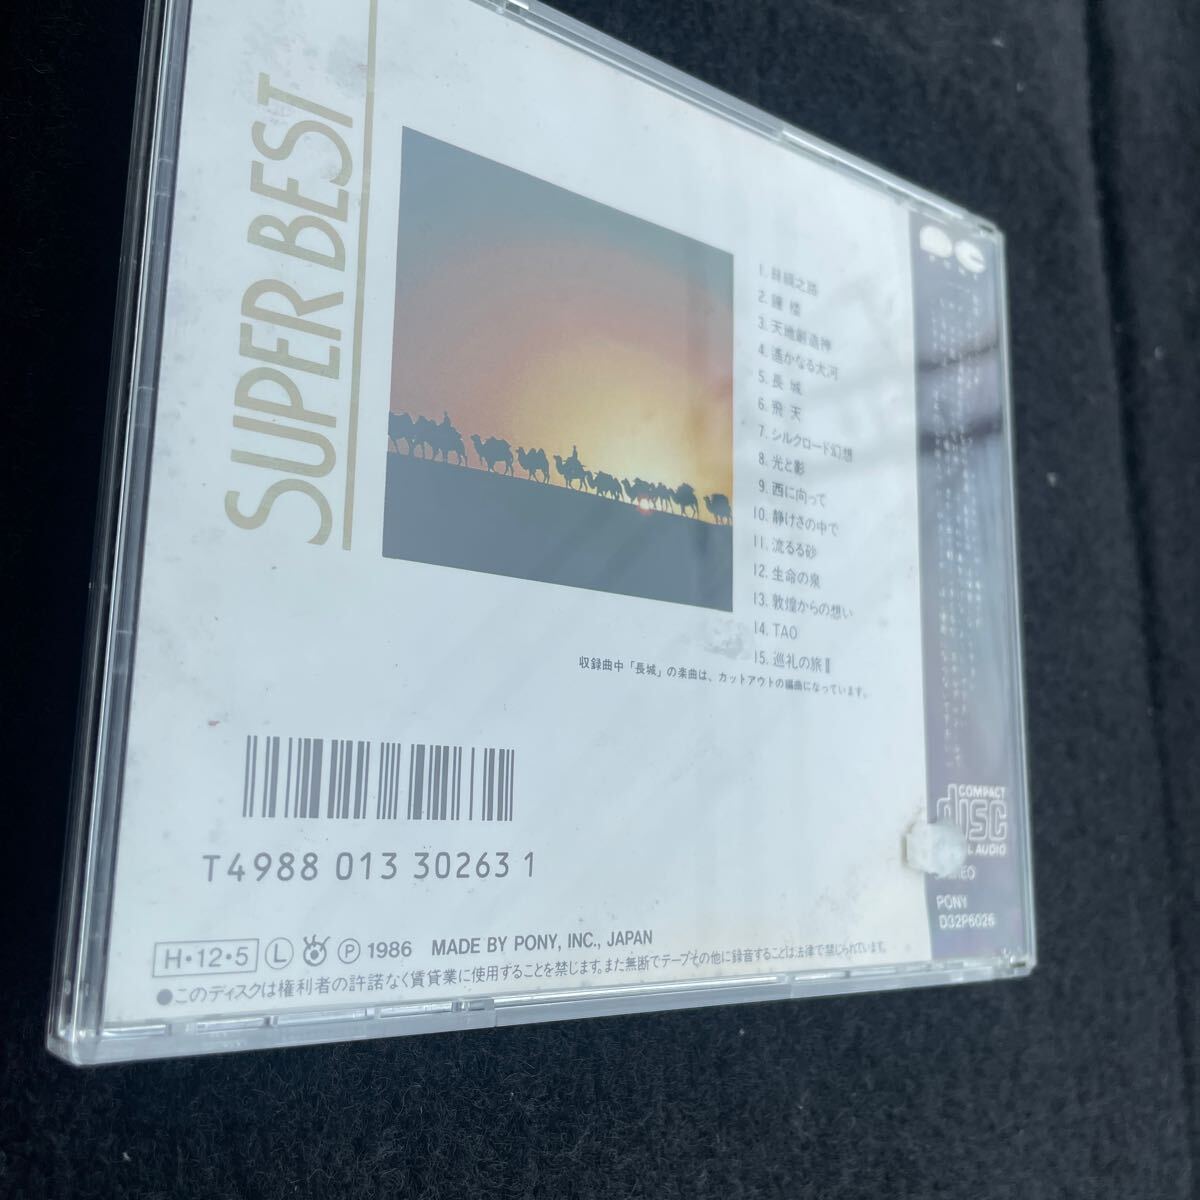 SUPER BEST
1. 絲綢之路
2. 鐘楼
3. 天地創造神
4. 遙かなる大河
5. 長城
6. 飛天
7. シルクロード幻想
8. 光と影
9. 西に向って
10. 静けさの中で
11. 流るる砂
12. 生命の泉
13. 敦煌からの想い
14. TAO
15. 巡礼の旅II
収録曲中「長城」の楽曲は、カットアウトの編曲になっています。
T4988 013 30263 1
H・12・5 L P 1986 MADE BY PONY, INC., JAPAN
●このディスクは権利者の許諾なく賃貸業に使用することを禁じます。また無断でテープその他に録音することは法律で禁じられています。
PONY
COMPACT
disc
AUDIO
PONY
D32P6026